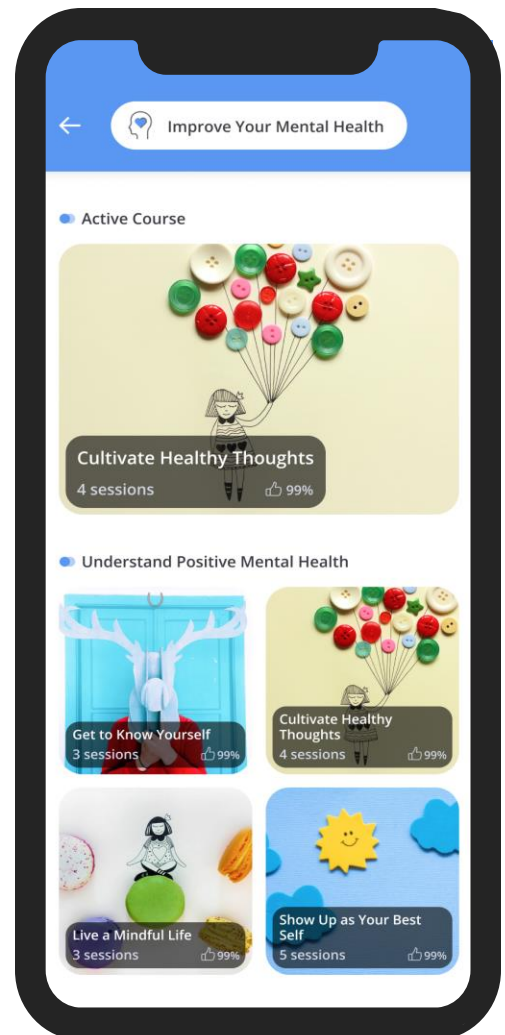 Improve Your Mental Health
Active Course
Cultivate Healthy Thoughts
4 sessions 99%
Understand Positive Mental Health
Get to Know Yourself
3 sessions 99%
Cultivate Healthy
Thoughts
4 sessions 99%
Live a Mindful Life
3 sessions 99%
Show Up as Your Best
Self
5 sessions 99%